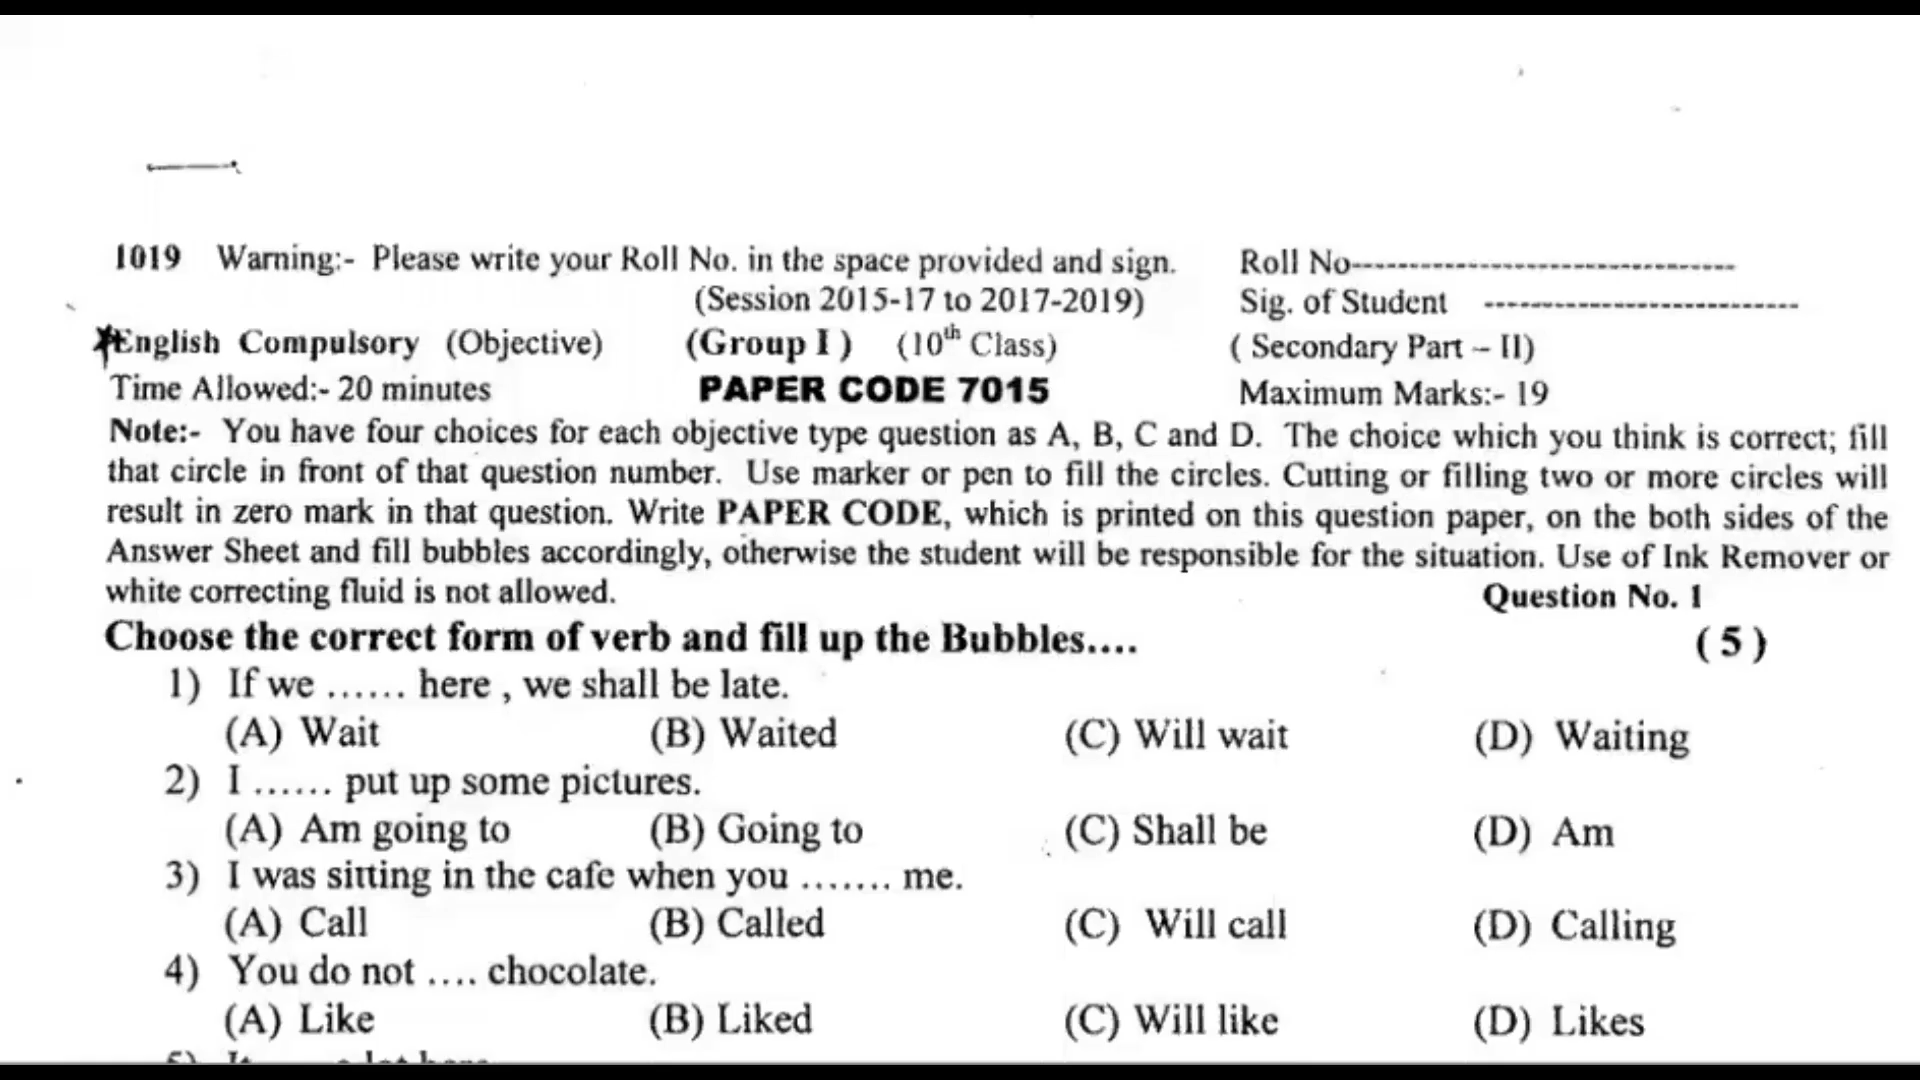 1019 Warning:- Please write your Roll No. in the space provided and sign. Roll No---------------------------------
(Session 2015-17 to 2017-2019) Sig. of Student ---------------------------
English Compulsory (Objective) (Group I) (10th Class) (Secondary Part – II)
Time Allowed:- 20 minutes PAPER CODE 7015 Maximum Marks:- 19
Note:- You have four choices for each objective type question as A, B, C and D. The choice which you think is correct; fill
that circle in front of that question number. Use marker or pen to fill the circles. Cutting or filling two or more circles will
result in zero mark in that question. Write PAPER CODE, which is printed on this question paper, on the both sides of the
Answer Sheet and fill bubbles accordingly, otherwise the student will be responsible for the situation. Use of Ink Remover or
white correcting fluid is not allowed. Question No. 1
Choose the correct form of verb and fill up the Bubbles.... (5)
1) If we ...... here , we shall be late.
(A) Wait (B) Waited (C) Will wait (D) Waiting
2) I ...... put up some pictures.
(A) Am going to (B) Going to (C) Shall be (D) Am
3) I was sitting in the cafe when you ....... me.
(A) Call (B) Called (C) Will call (D) Calling
4) You do not .... chocolate.
(A) Like (B) Liked (C) Will like (D) Likes